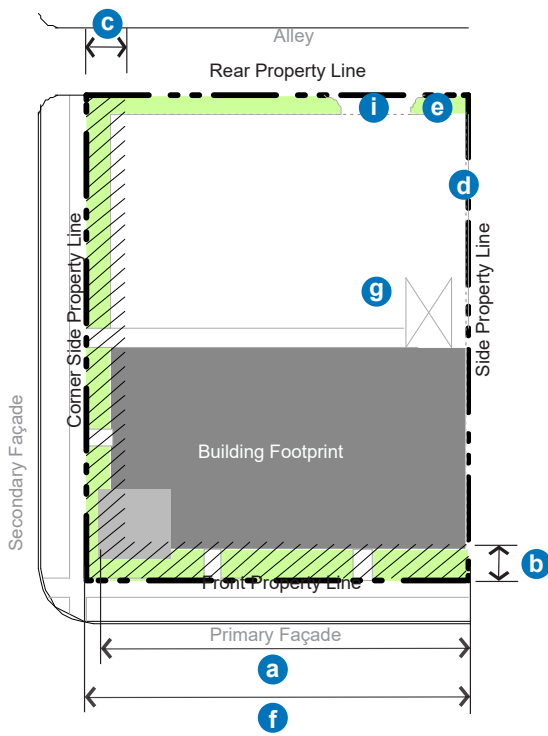 c
Alley
Rear Property Line
i
e
d
Corner Side Property Line
Side Property Line
g
Secondary Façade
Building Footprint
b
Front Property Line
Primary Façade
a
f